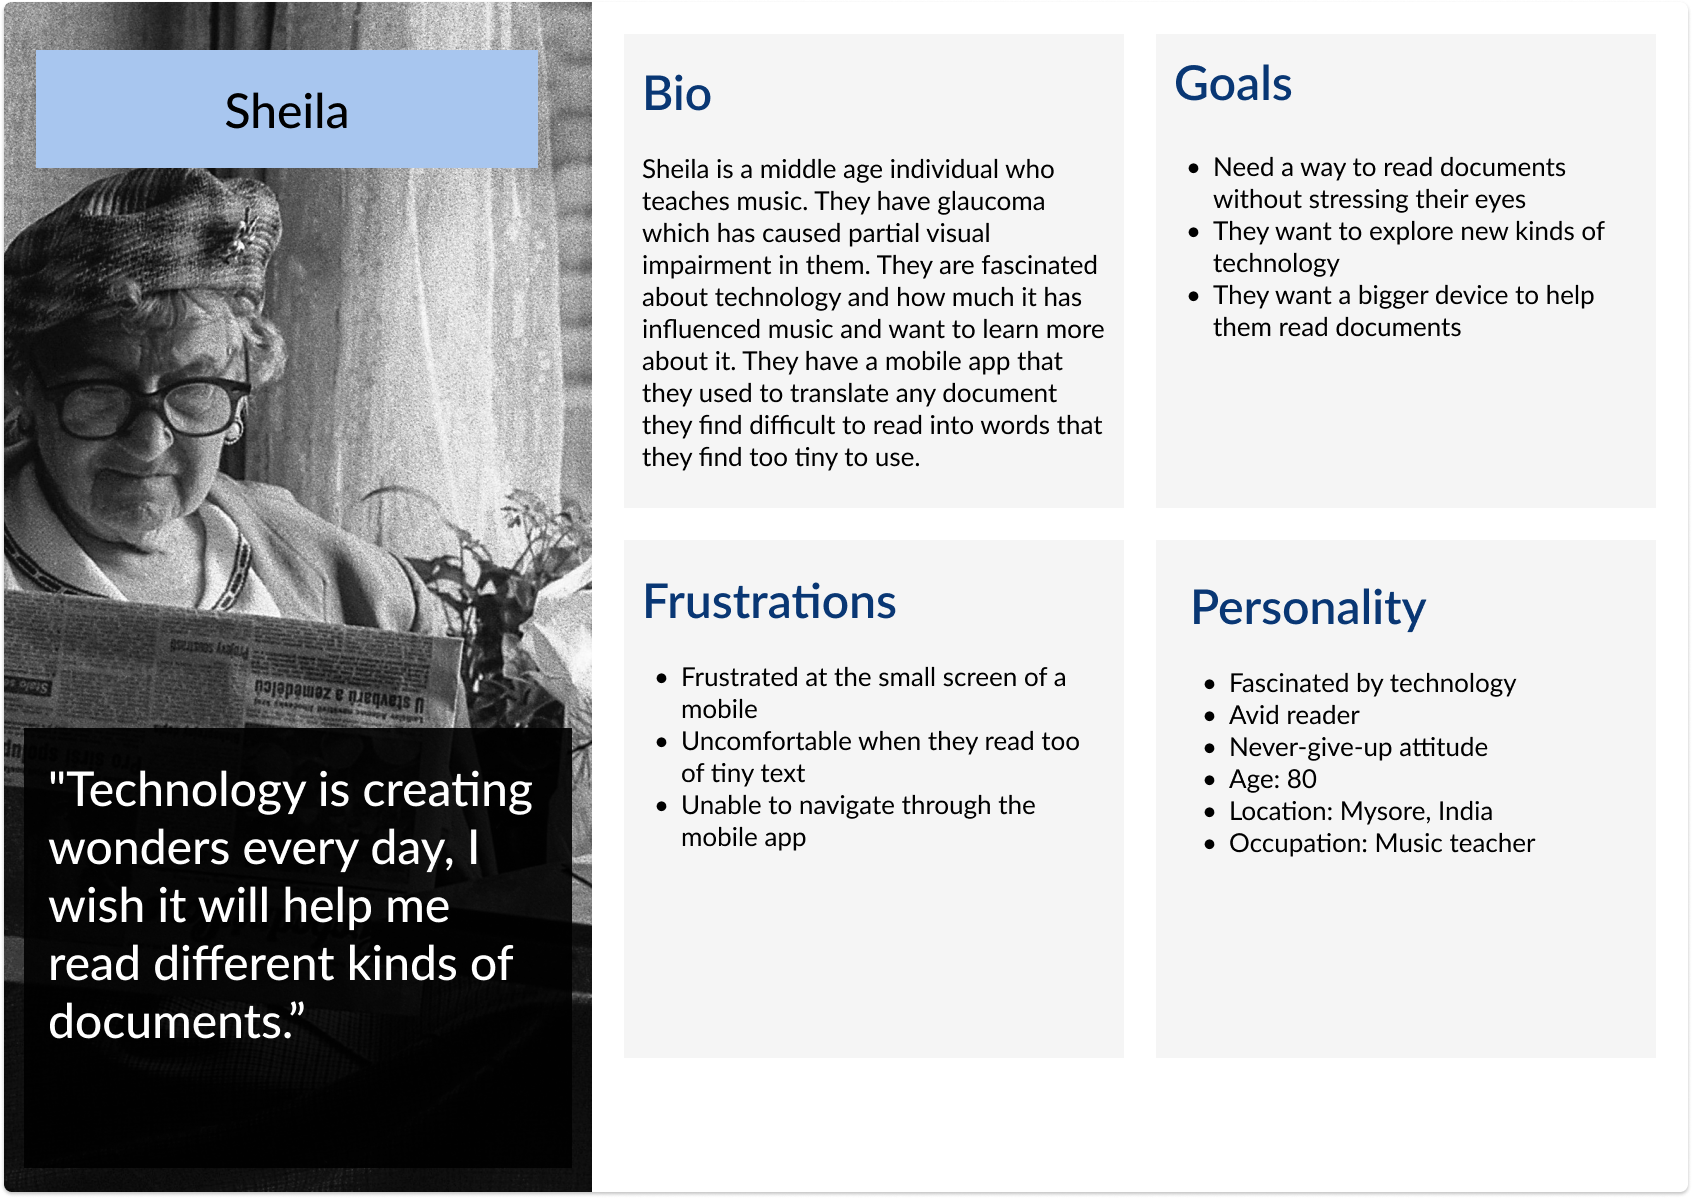 Sheila
"Technology is creating
wonders every day, I
wish it will help me
read different kinds of
documents.”
Bio
Sheila is a middle age individual who
teaches music. They have glaucoma
which has caused partial visual
impairment in them. They are fascinated
about technology and how much it has
influenced music and want to learn more
about it. They have a mobile app that
they used to translate any document
they find difficult to read into words that
they find too tiny to use.
Goals
• Need a way to read documents
without stressing their eyes
• They want to explore new kinds of
technology
• They want a bigger device to help
them read documents
Frustrations
• Frustrated at the small screen of a
mobile
• Uncomfortable when they read too
of tiny text
• Unable to navigate through the
mobile app
Personality
• Fascinated by technology
• Avid reader
• Never-give-up attitude
• Age: 80
• Location: Mysore, India
• Occupation: Music teacher
U stavbařů a zemědělců